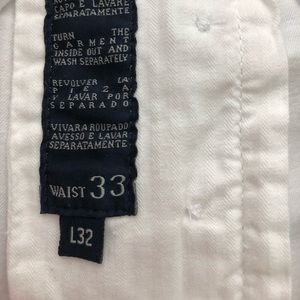 CAPO E LAVARE
SEPARATAMENTE
TURN THE
GARMENT
INSIDE OUT AND
WASH SEPARATELY
REVOLVER LA
PIEZA
Y LAVAR POR
SEPARADO
VIVARA ROUPADO
AVESSO E LAVAR
SEPARATAMENTE
WAIST 33
L32